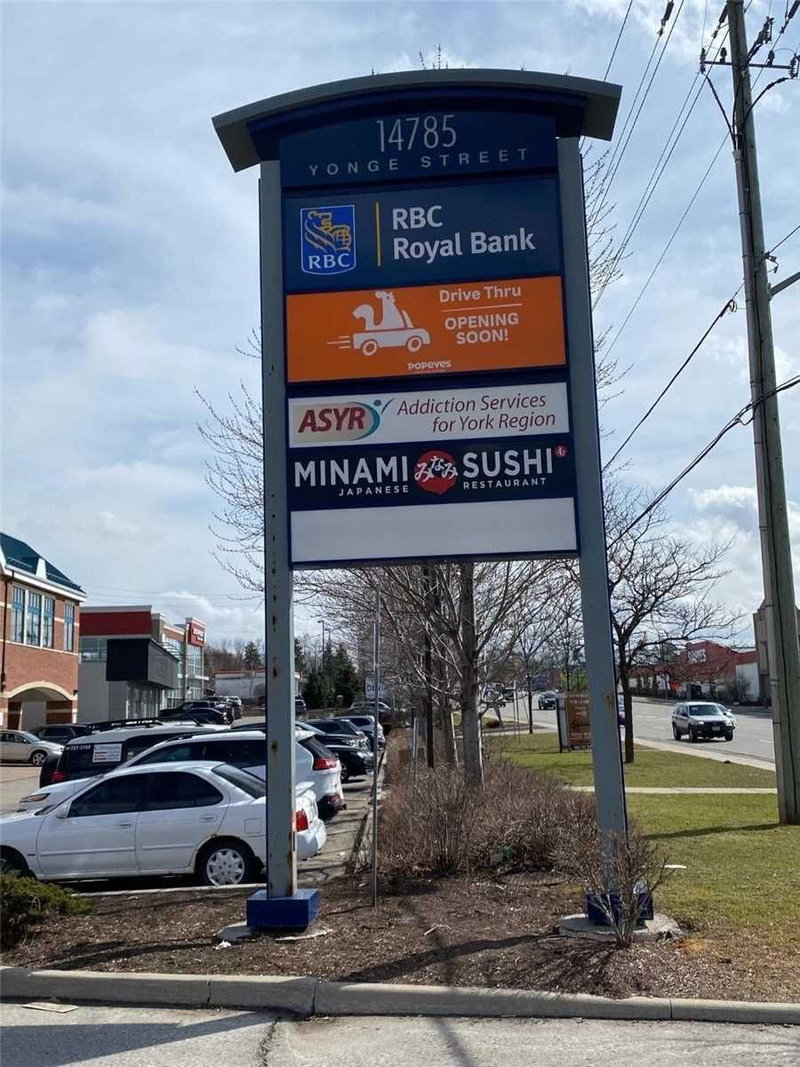 14785
YONGE STREET
RBC
RBC
Royal Bank
Drive Thru
OPENING
SOON!
POPEYES
ASYR Addiction Services
for York Region
MINAMI みなみ SUSHI
JAPANESE RESTAURANT